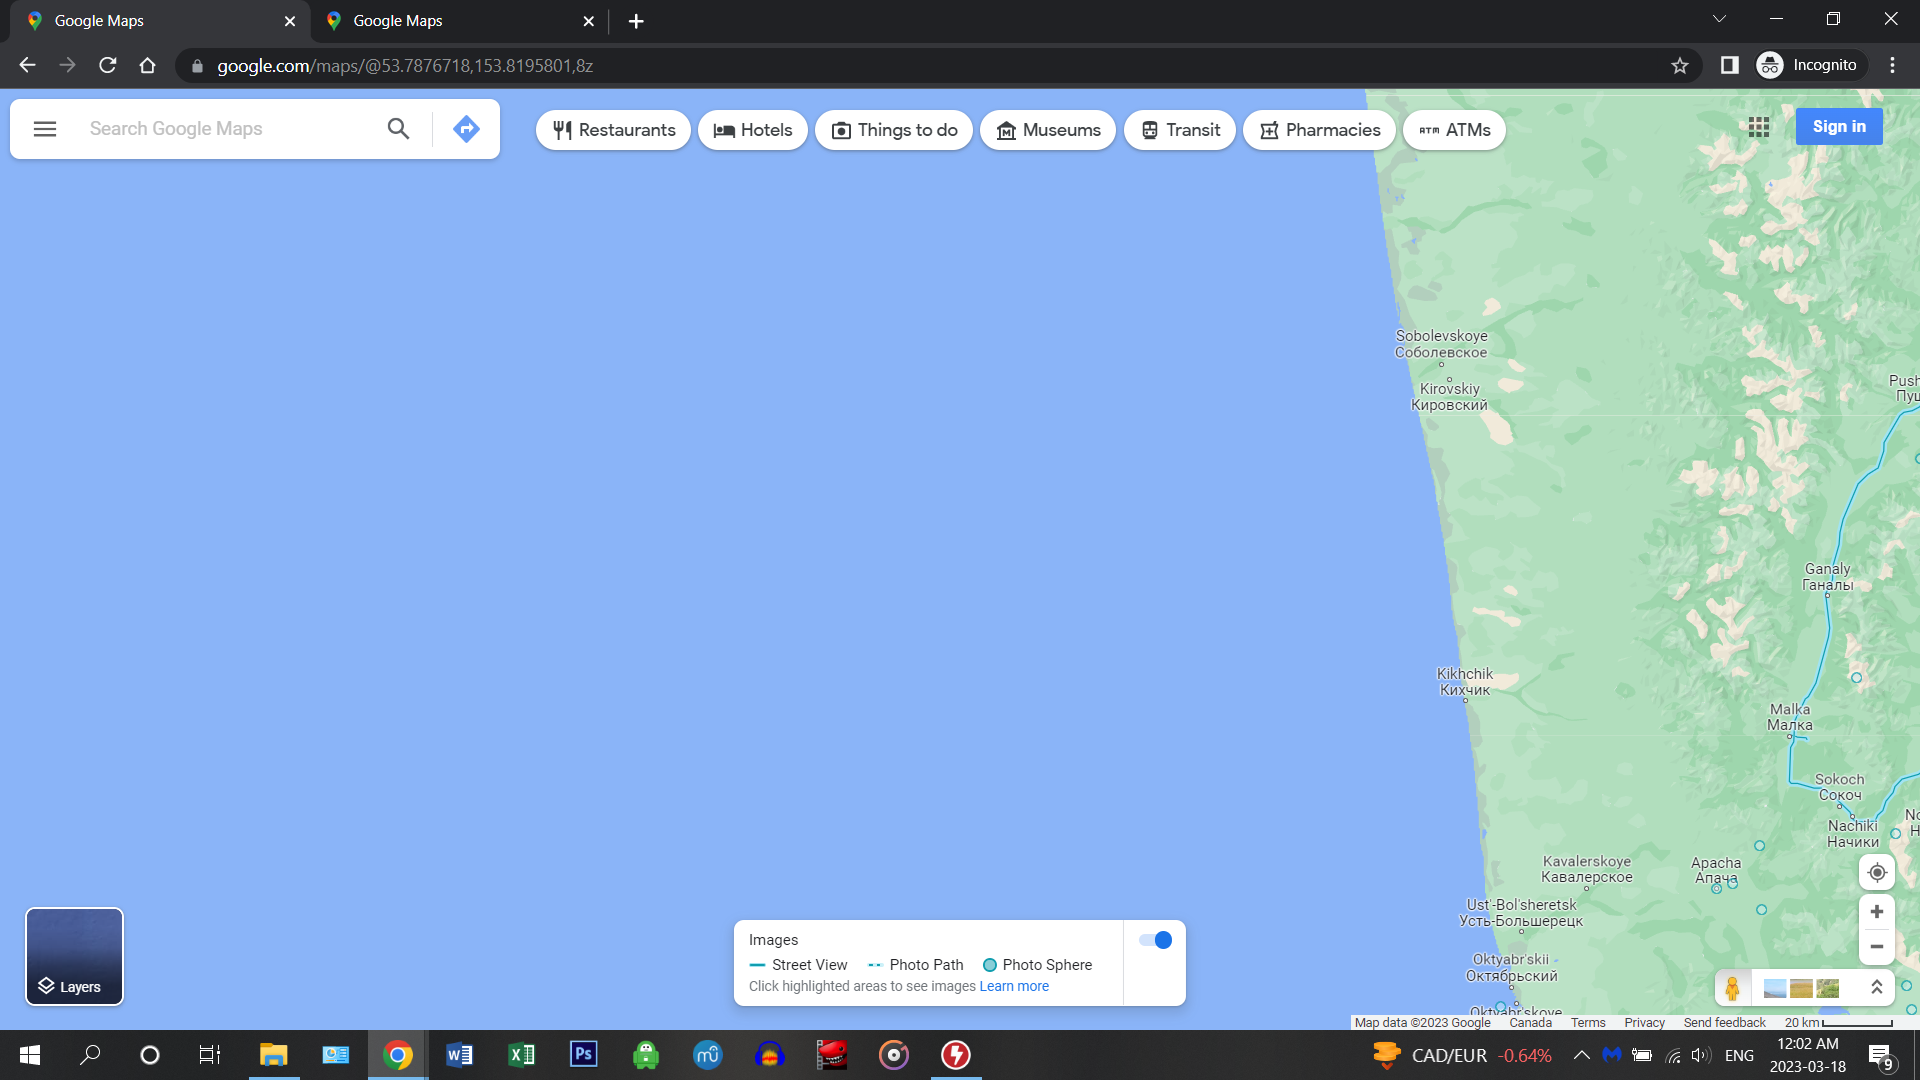 Google Maps
Google Maps
google.com/maps/@53.7876718,153.8195801,8z
Incognito
Search Google Maps
Restaurants
Hotels
Things to do
Museums
Transit
Pharmacies
ATM ATMs
Sign in
Sobolevskoye
Соболевское
Kirovskiy
Кировский
Ganaly
Ганалы
Kikhchik
Кихчик
Malka
Малка
Sokoch
Сокоч
Nachiki
Начики
Kavalerskoye
Кавалерское
Apacha
Апача
Ust'-Bol'sheretsk
Усть-Большерецк
Oktyabr'skii
Октябрьский
Oktyabr'skoye
Layers
Images
Street View
Photo Path
Photo Sphere
Click highlighted areas to see images Learn more
Map data ©2023 Google Canada Terms Privacy Send feedback 20 km
CAD/EUR -0.64%
ENG
12:02 AM
2023-03-18
9